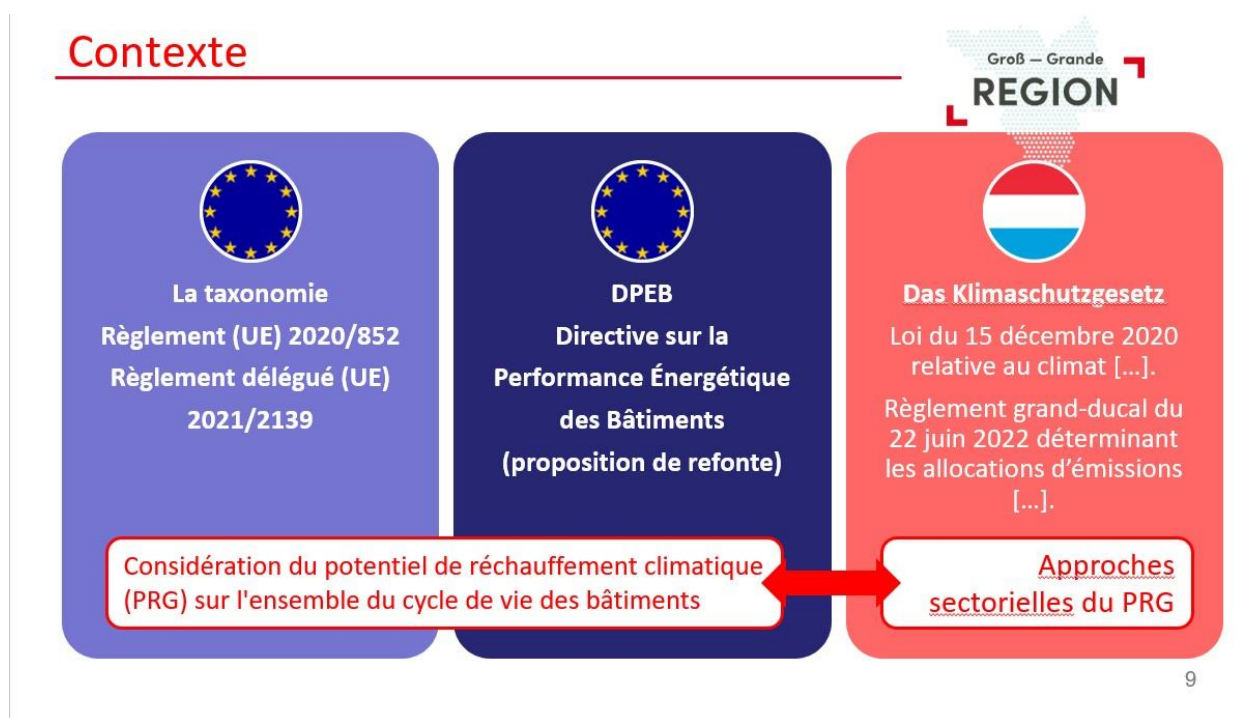 Contexte
Groß – Grande
REGION
La taxonomie
Règlement (UE) 2020/852
Règlement délégué (UE)
2021/2139
DPEB
Directive sur la
Performance Énergétique
des Bâtiments
(proposition de refonte)
Das Klimaschutzgesetz
Loi du 15 décembre 2020
relative au climat [...].
Règlement grand-ducal du
22 juin 2022 déterminant
les allocations d’émissions
[...].
Considération du potentiel de réchauffement climatique
(PRG) sur l'ensemble du cycle de vie des bâtiments
Approches
sectorielles du PRG
9